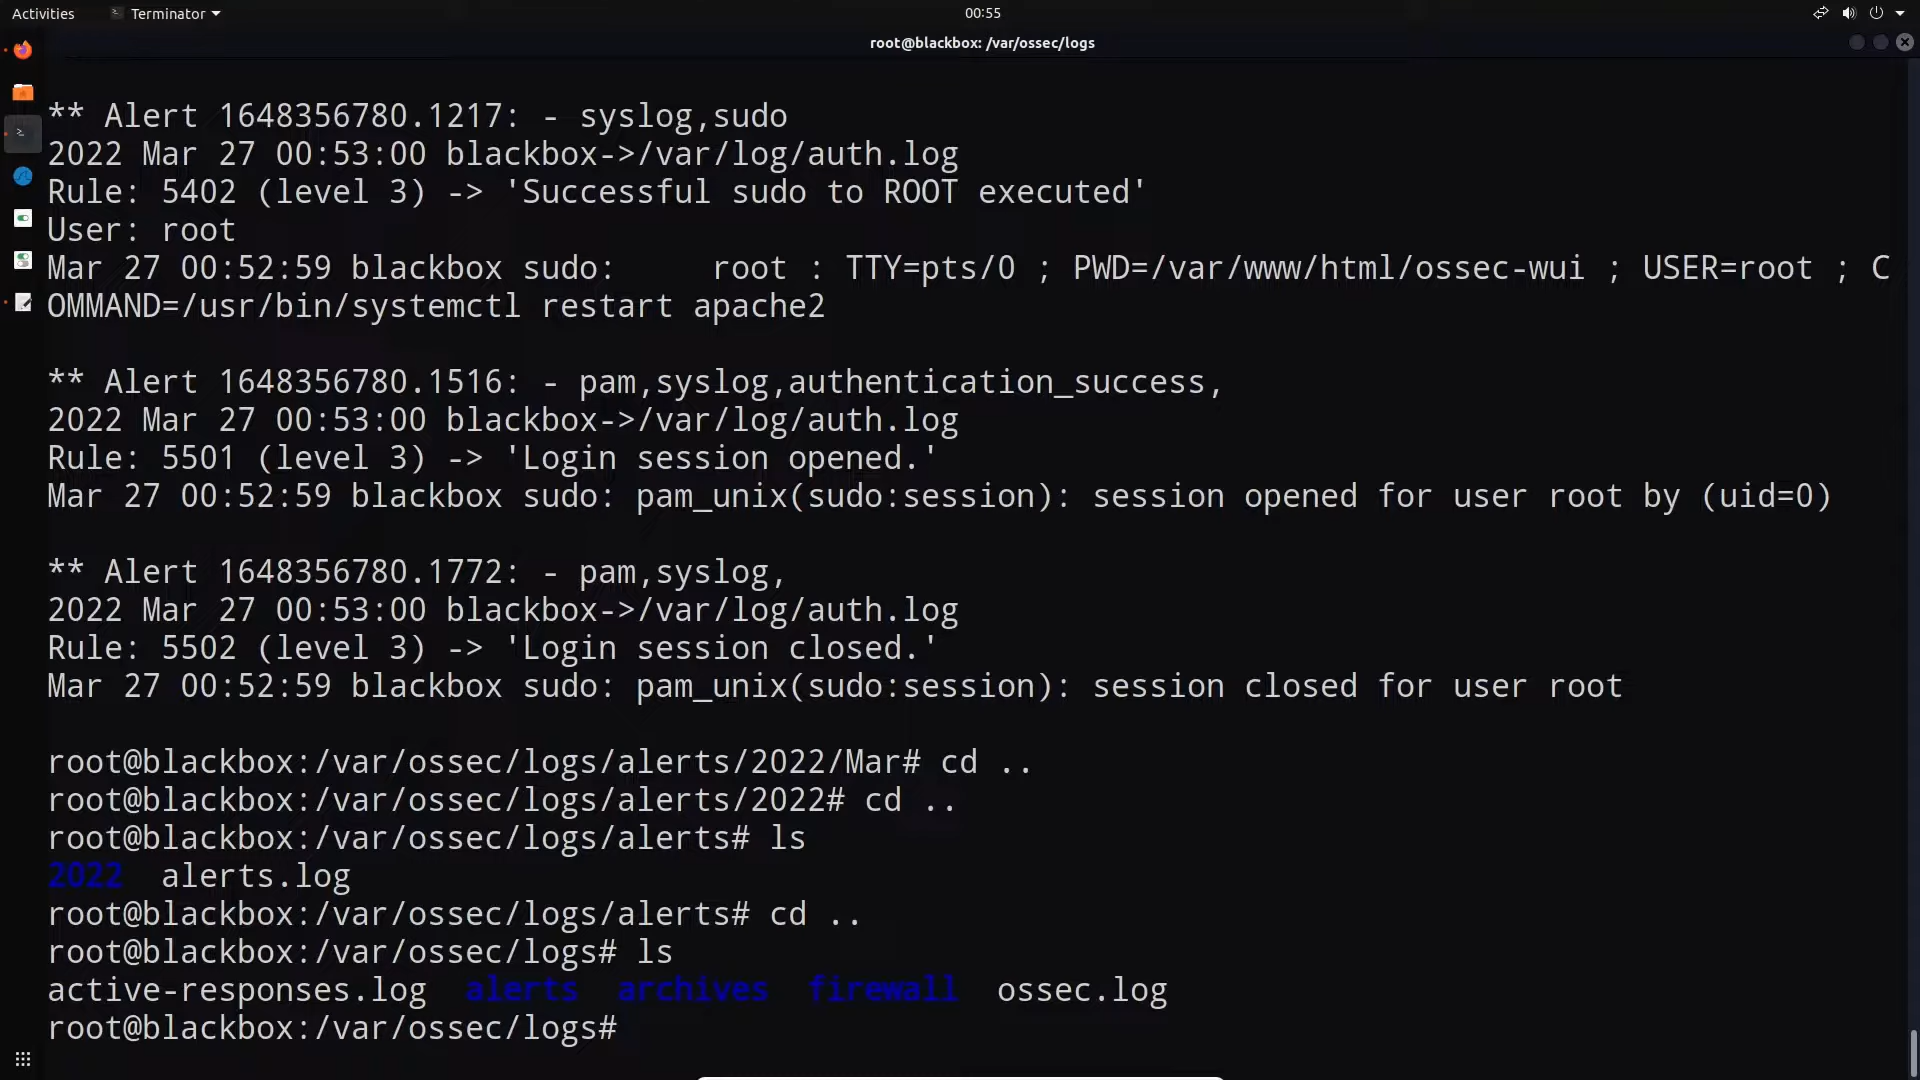 Activities
Terminator
00:55
root@blackbox: /var/ossec/logs
** Alert 1648356780.1217: - syslog,sudo
2022 Mar 27 00:53:00 blackbox->/var/log/auth.log
Rule: 5402 (level 3) -> 'Successful sudo to ROOT executed'
User: root
Mar 27 00:52:59 blackbox sudo:     root : TTY=pts/0 ; PWD=/var/www/html/ossec-wui ; USER=root ; C
OMMAND=/usr/bin/systemctl restart apache2
** Alert 1648356780.1516: - pam,syslog,authentication_success,
2022 Mar 27 00:53:00 blackbox->/var/log/auth.log
Rule: 5501 (level 3) -> 'Login session opened.'
Mar 27 00:52:59 blackbox sudo: pam_unix(sudo:session): session opened for user root by (uid=0)
** Alert 1648356780.1772: - pam,syslog,
2022 Mar 27 00:53:00 blackbox->/var/log/auth.log
Rule: 5502 (level 3) -> 'Login session closed.'
Mar 27 00:52:59 blackbox sudo: pam_unix(sudo:session): session closed for user root
root@blackbox:/var/ossec/logs/alerts/2022/Mar# cd ..
root@blackbox:/var/ossec/logs/alerts/2022# cd ..
root@blackbox:/var/ossec/logs/alerts# ls
2022  alerts.log
root@blackbox:/var/ossec/logs/alerts# cd ..
root@blackbox:/var/ossec/logs# ls
active-responses.log  alerts  archives  firewall  ossec.log
root@blackbox:/var/ossec/logs#